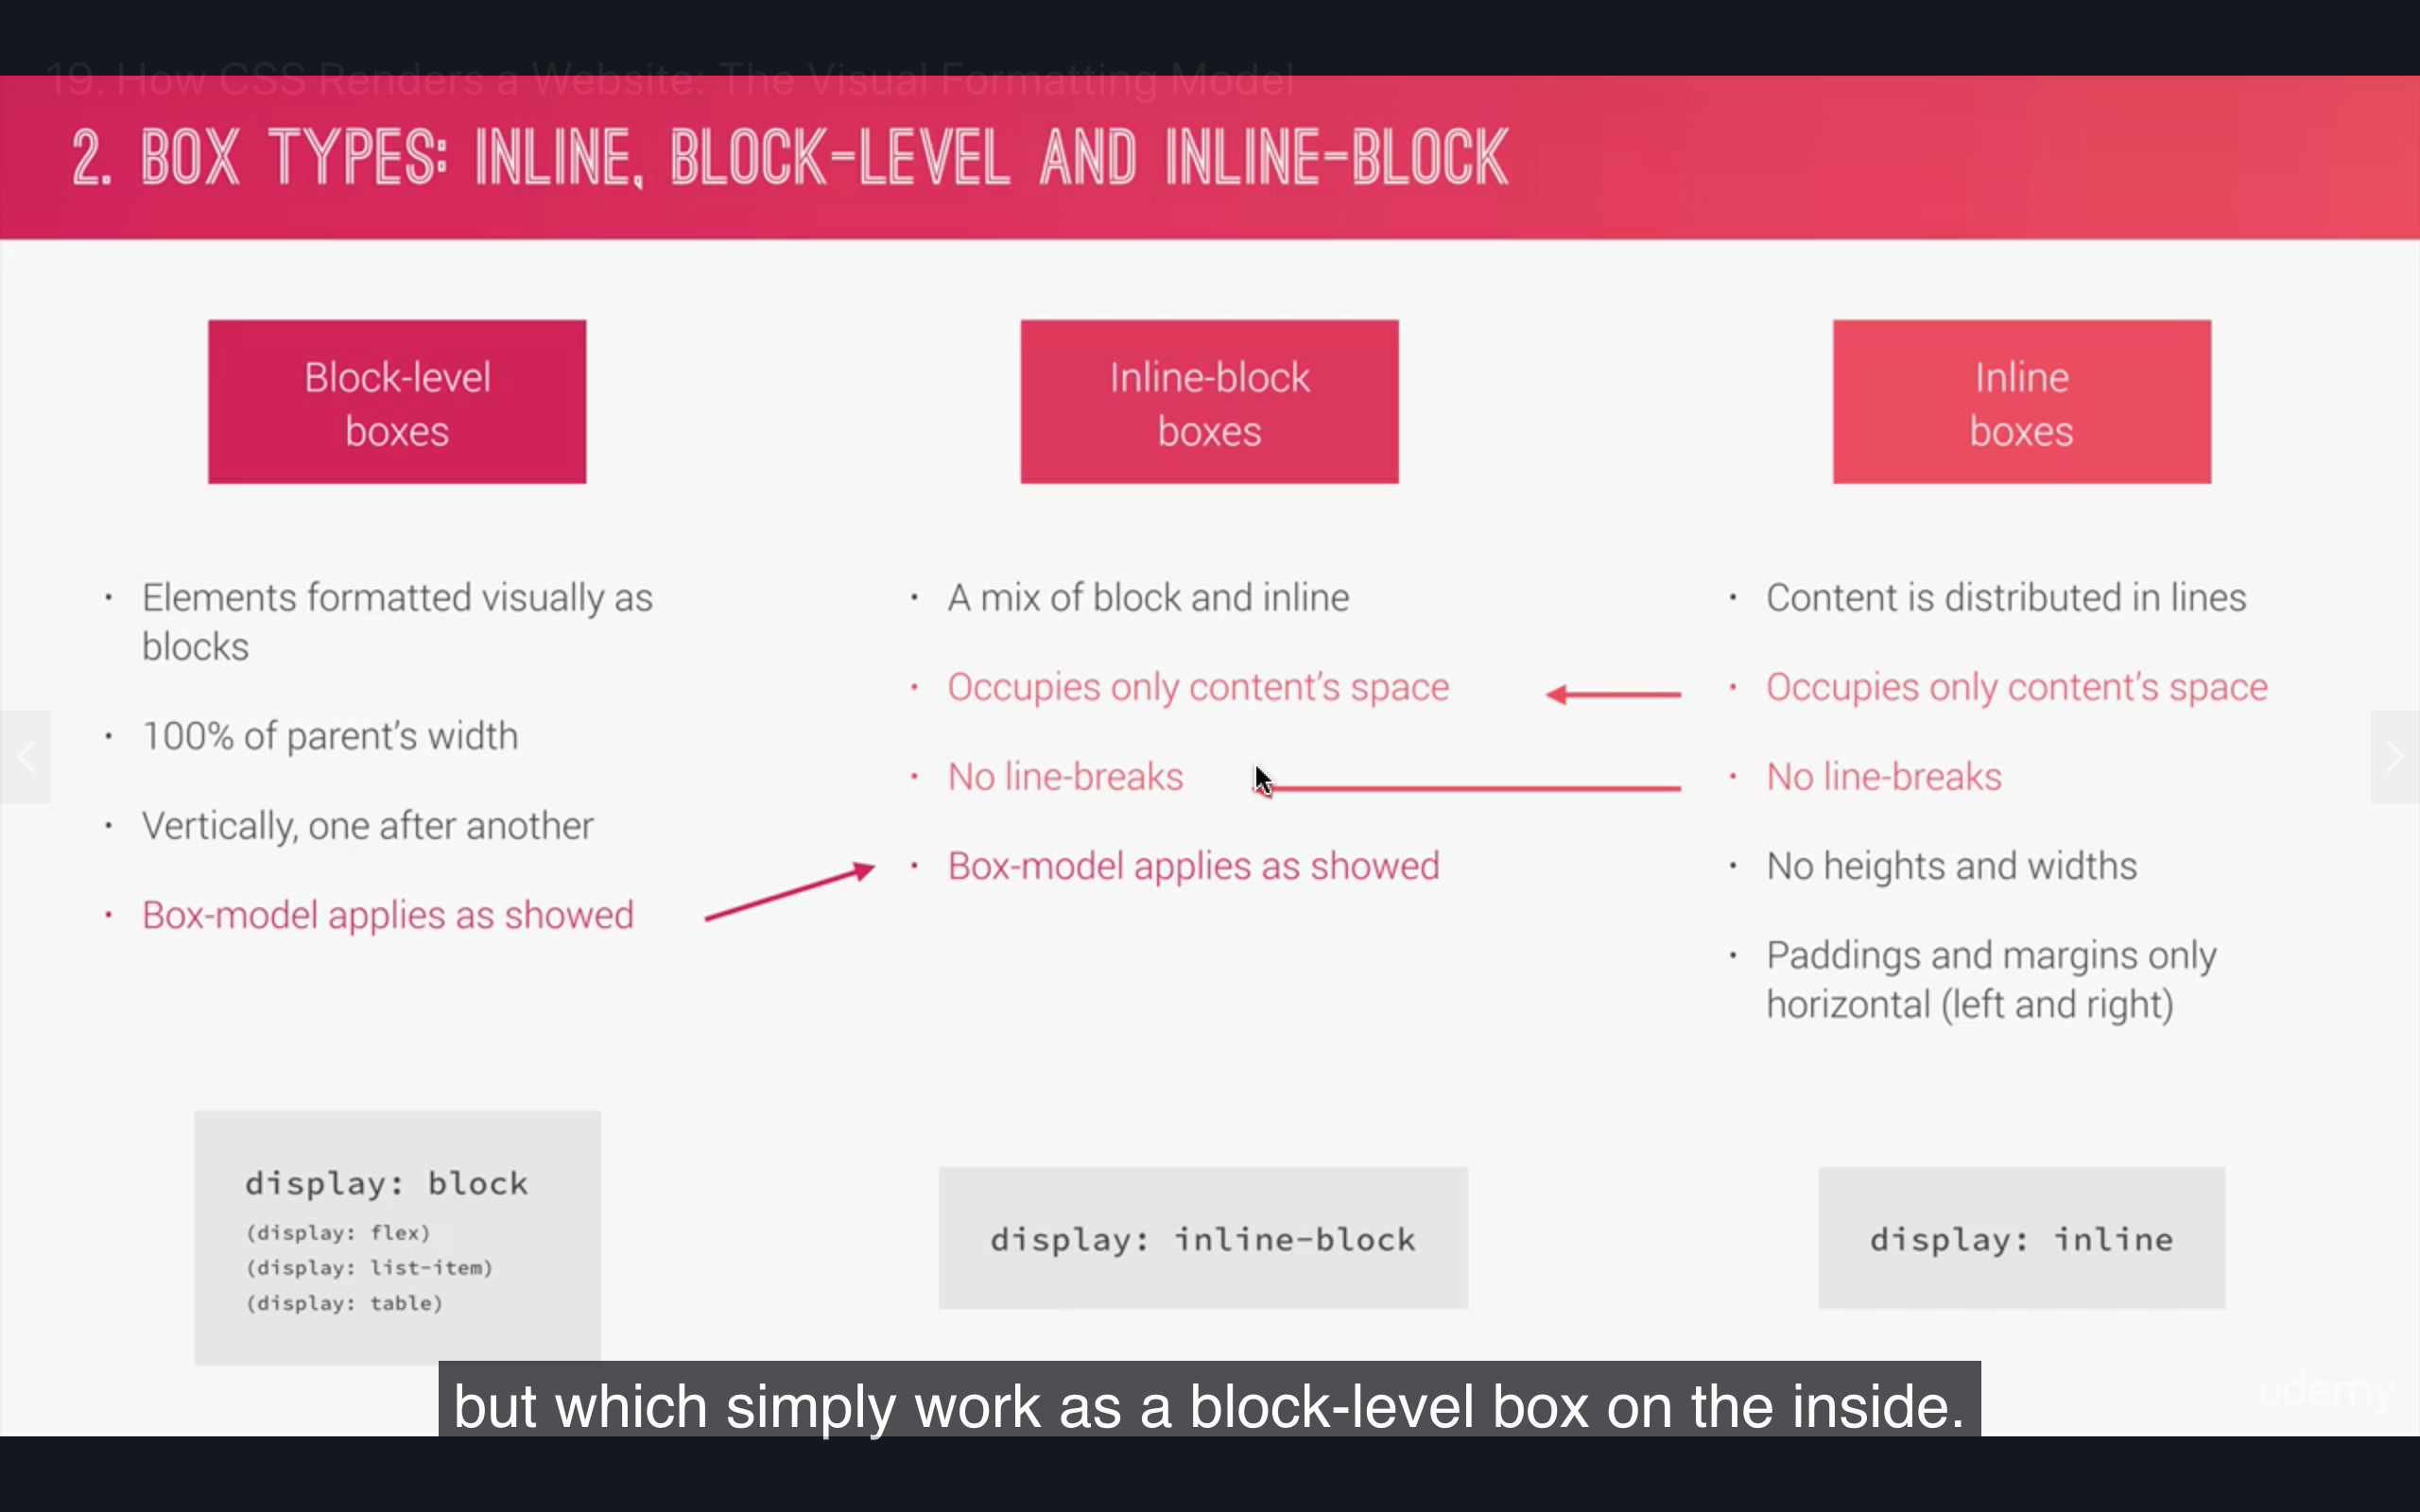 19. How CSS Renders a Website: The Visual Formatting Model
2. BOX TYPES: INLINE, BLOCK-LEVEL AND INLINE-BLOCK
Block-level
boxes
• Elements formatted visually as
blocks
• 100% of parent's width
• Vertically, one after another
• Box-model applies as showed
display: block
(display: flex)
(display: list-item)
(display: table)
Inline-block
boxes
• A mix of block and inline
• Occupies only content's space
• No line-breaks
• Box-model applies as showed
display: inline-block
Inline
boxes
• Content is distributed in lines
• Occupies only content's space
• No line-breaks
• No heights and widths
• Paddings and margins only
horizontal (left and right)
display: inline
but which simply work as a block-level box on the inside.
udemy